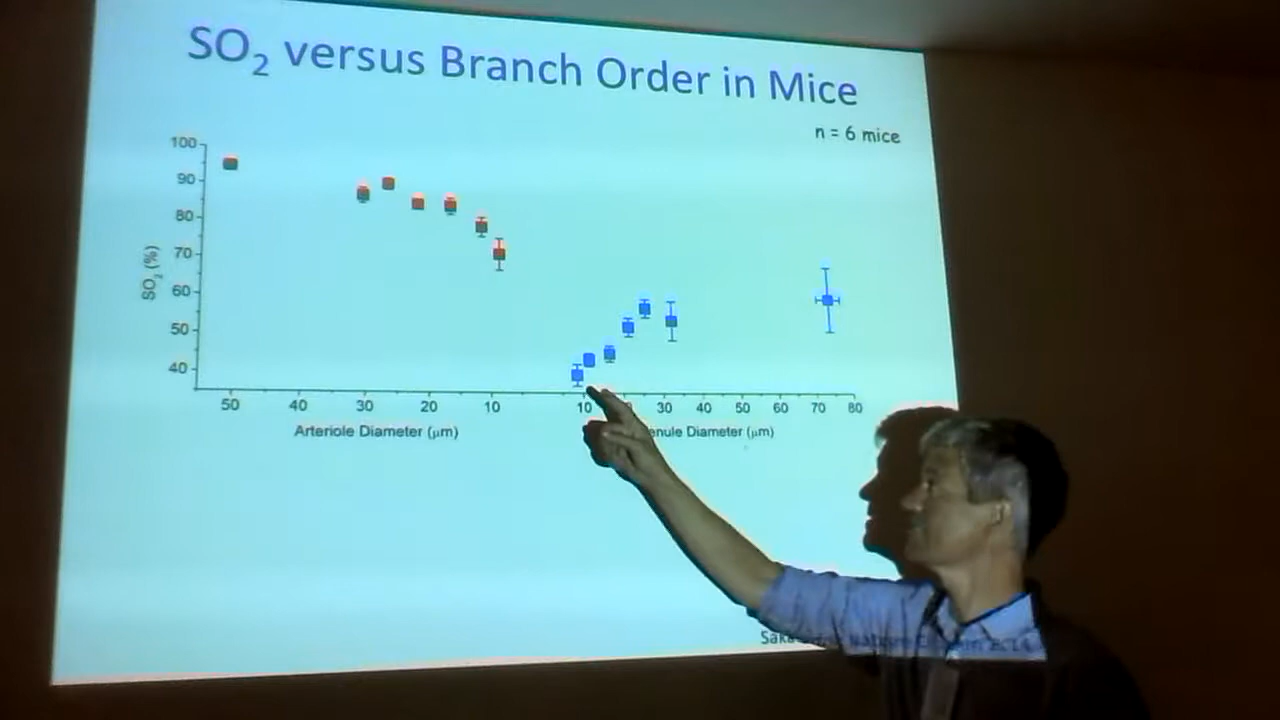 SO₂ versus Branch Order in Mice
n = 6 mice
100
90
80
70
60
50
40
SO₂ (%)
50 40 30 20 10 10 30 40 50 60 70 80
Arteriole Diameter (μm) enule Diameter (μm)